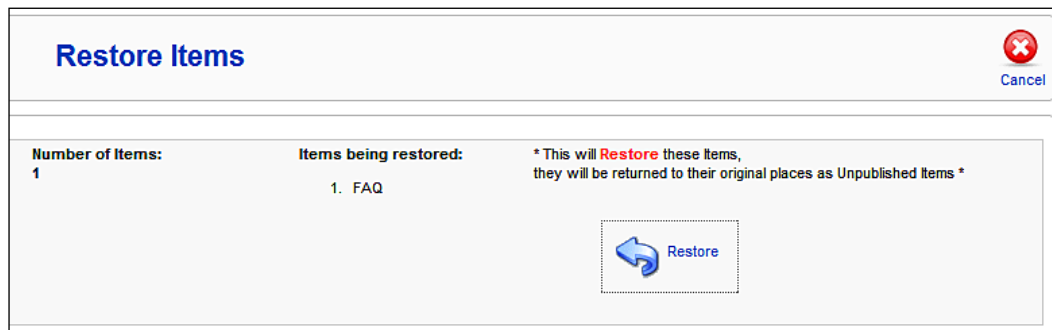 Restore Items
Cancel
Number of Items:
1
Items being restored:
1. FAQ
* This will Restore these Items,
they will be returned to their original places as Unpublished Items *
Restore